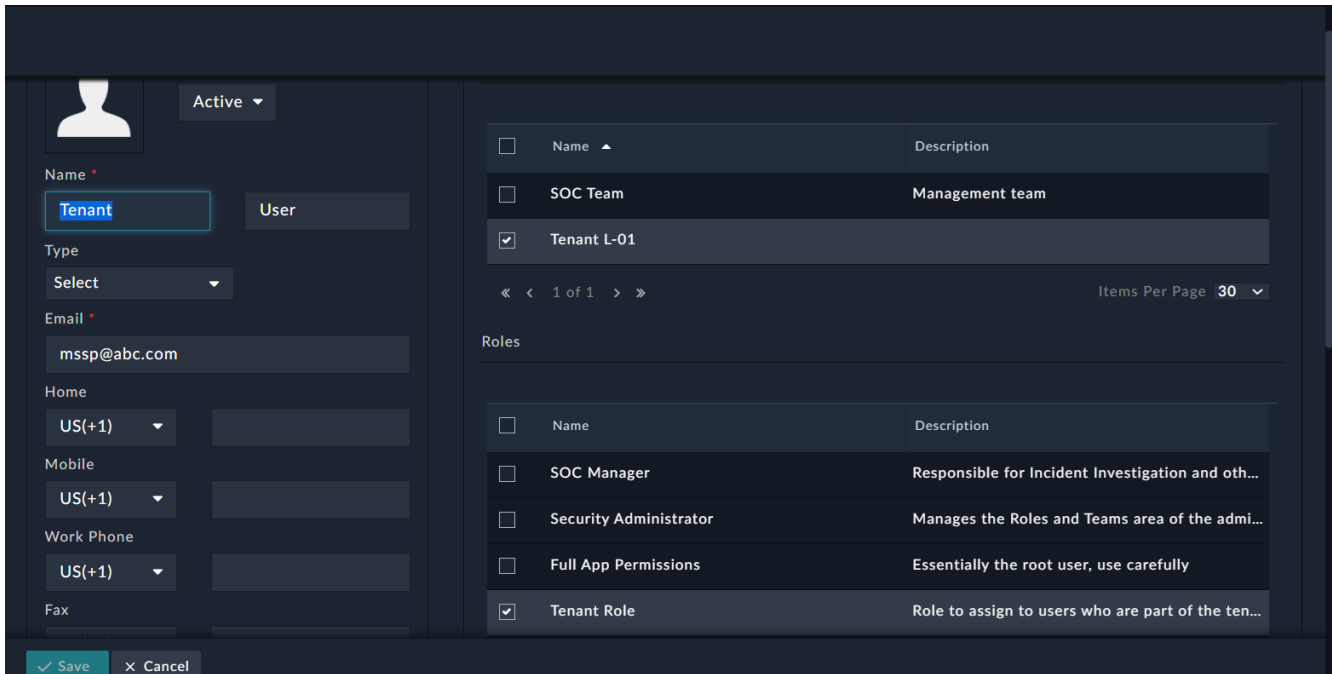 Active
Name *
Tenant
User
Type
Select
Email *
mssp@abc.com
Home
US(+1)
Mobile
US(+1)
Work Phone
US(+1)
Fax
Save
Cancel
Name Description
SOC Team Management team
Tenant L-01
1 of 1 Items Per Page 30
Roles
Name Description
SOC Manager Responsible for Incident Investigation and oth...
Security Administrator Manages the Roles and Teams area of the admi...
Full App Permissions Essentially the root user, use carefully
Tenant Role Role to assign to users who are part of the ten...